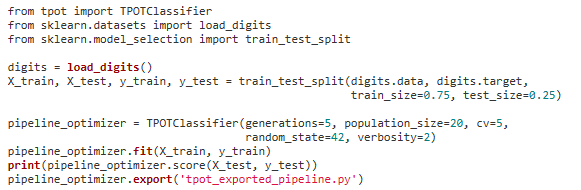 from tpot import TPOTClassifier
from sklearn.datasets import load_digits
from sklearn.model_selection import train_test_split
digits = load_digits()
X_train, X_test, y_train, y_test = train_test_split(digits.data, digits.target,
train_size=0.75, test_size=0.25)
pipeline_optimizer = TPOTClassifier(generations=5, population_size=20, cv=5,
random_state=42, verbosity=2)
pipeline_optimizer.fit(X_train, y_train)
print(pipeline_optimizer.score(X_test, y_test))
pipeline_optimizer.export('tpot_exported_pipeline.py')